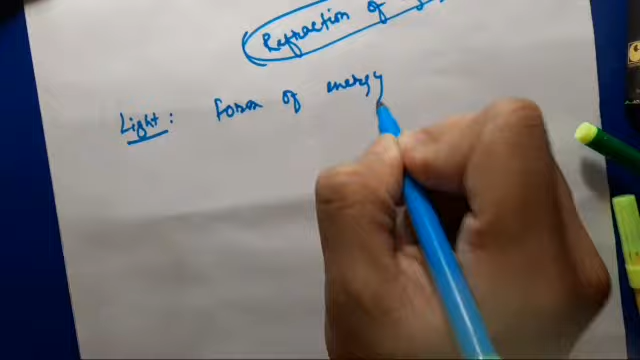 Refraction of
Light: Form of energy